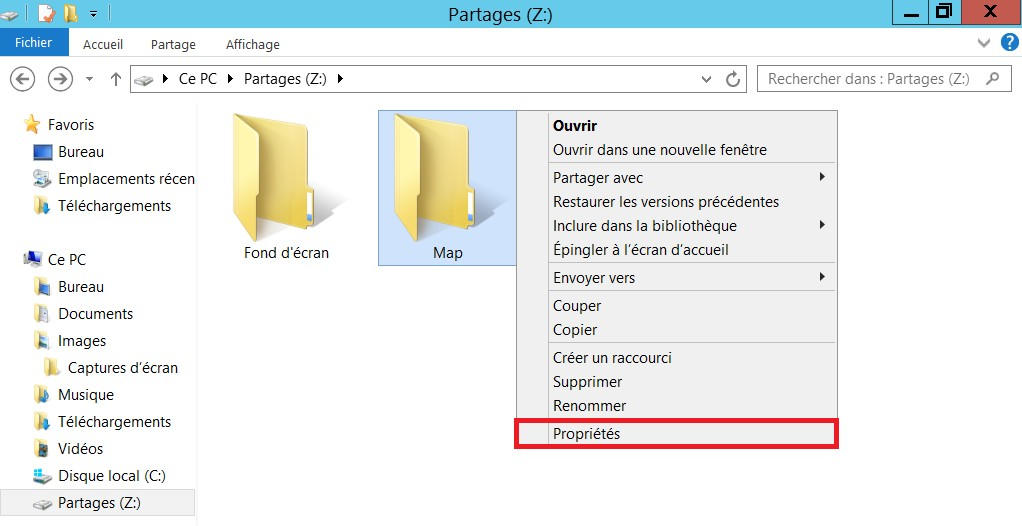 Partages (Z:)
Fichier Accueil Partage Affichage
Ce PC Partages (Z:) Rechercher dans : Partages (Z:)
Favoris
Bureau
Emplacements récen
Téléchargements
Ce PC
Bureau
Documents
Images
Captures d'écran
Musique
Téléchargements
Vidéos
Disque local (C:)
Partages (Z:)
Fond d'écran
Map
Ouvrir
Ouvrir dans une nouvelle fenêtre
Partager avec
Restaurer les versions précédentes
Inclure dans la bibliothèque
Épingler à l'écran d'accueil
Envoyer vers
Couper
Copier
Créer un raccourci
Supprimer
Renommer
Propriétés